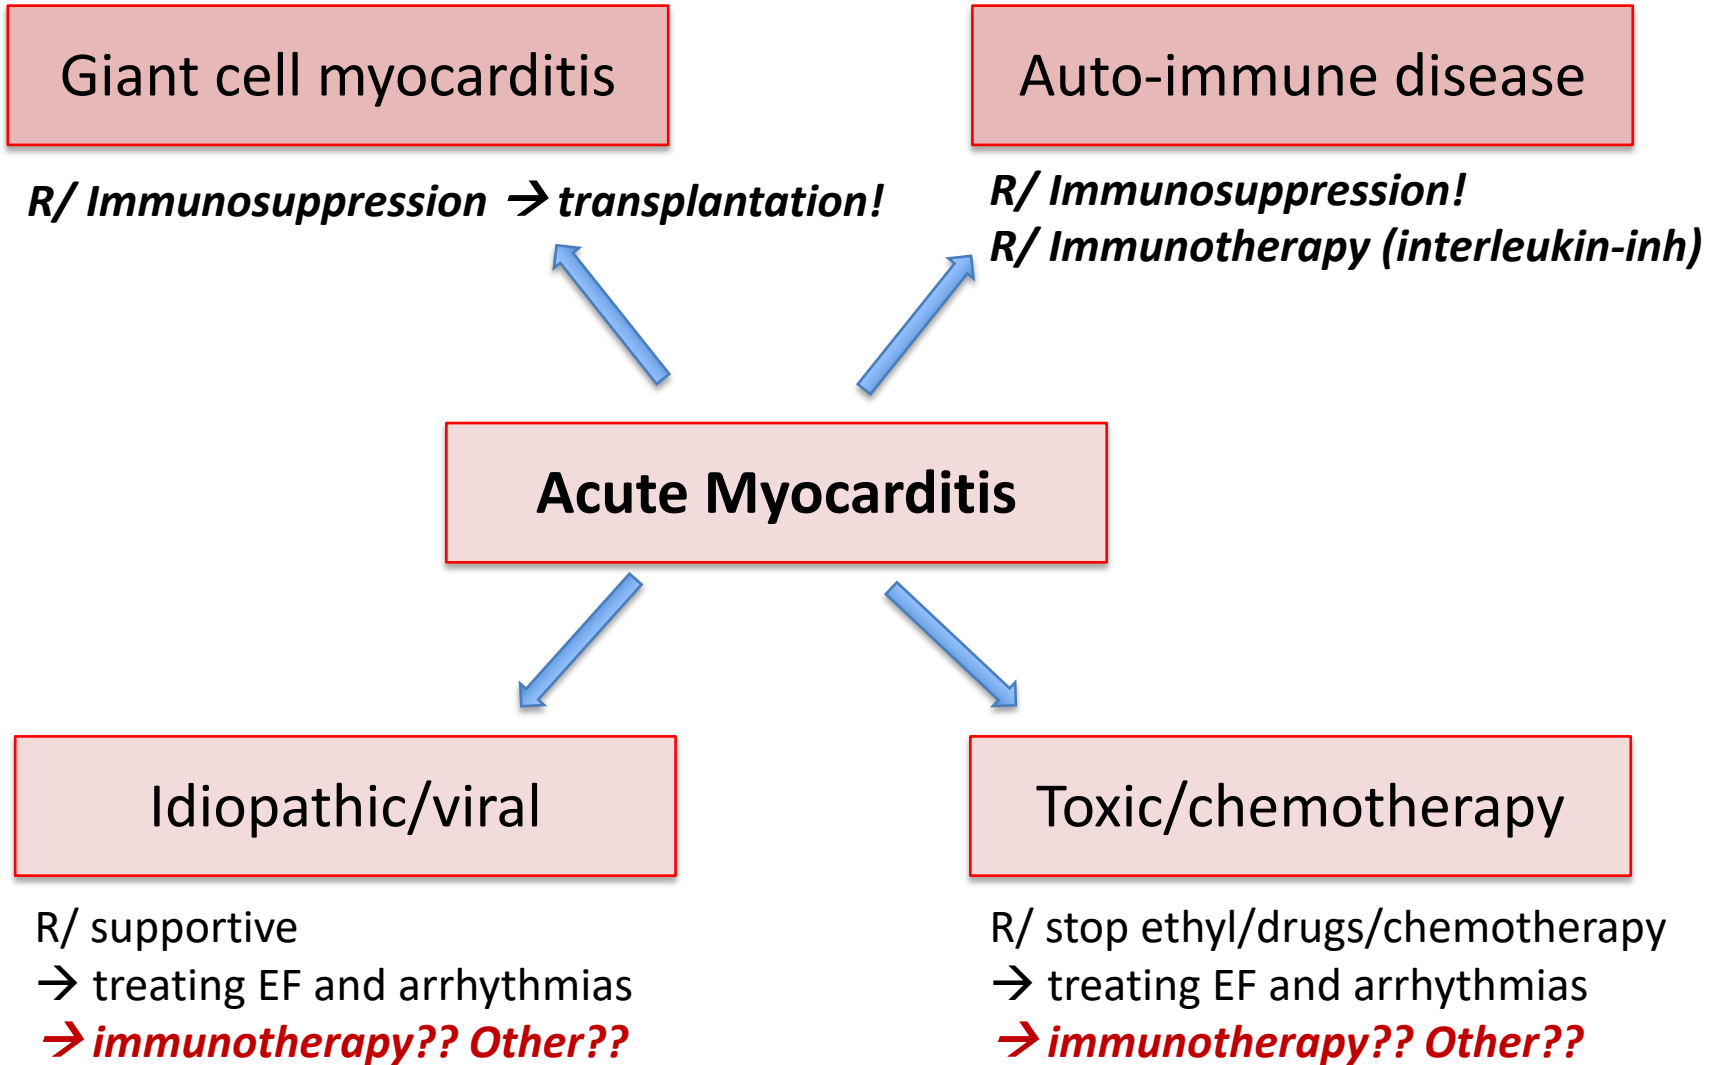 Giant cell myocarditis
R/ Immunosuppression → transplantation!
Auto-immune disease
R/ Immunosuppression!
R/ Immunotherapy (interleukin-inh)
Acute Myocarditis
Idiopathic/viral
R/ supportive
→ treating EF and arrhythmias
→ immunotherapy?? Other??
Toxic/chemotherapy
R/ stop ethyl/drugs/chemotherapy
→ treating EF and arrhythmias
→ immunotherapy?? Other??